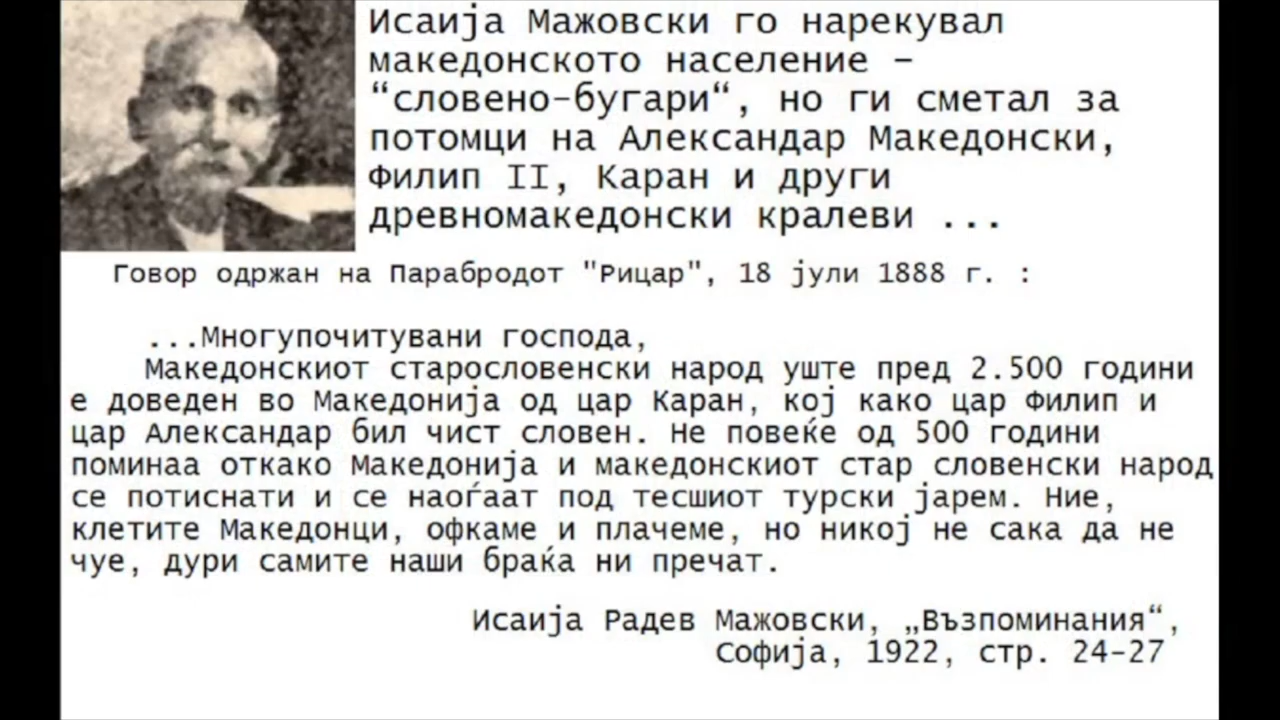 Исаија Мажовски го нарекувал
македонското население –
“словено-бугари“, но ги сметал за
потомци на Александар Македонски,
Филип II, Каран и други
древномакедонски кралеви ...
Говор одржан на Парабродот "Рицар", 18 јули 1888 г. :
...Многупочитувани господа,
Македонскиот старословенски народ уште пред 2.500 години
е доведен во Македонија од цар Каран, кој како цар Филип и
цар Александар бил чист словен. Не повеќе од 500 години
поминаа откако Македонија и македонскиот стар словенски народ
се потиснати и се наоѓаат под тесшиот турски јарем. Ние,
клетите Македонци, офкаме и плачеме, но никој не сака да не
чуе, дури самите наши браќа ни пречат.
Исаија Радев Мажовски, „Възпоминания“,
Софија, 1922, стр. 24-27